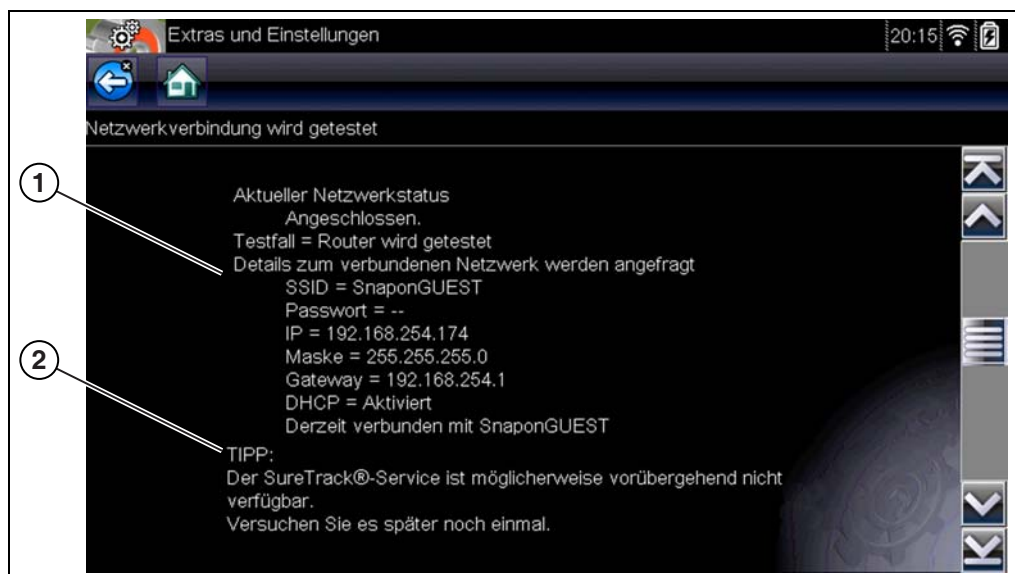 Extras und Einstellungen
20:15
Netzwerkverbindung wird getestet
1
Aktueller Netzwerkstatus
Angeschlossen.
Testfall = Router wird getestet
Details zum verbundenen Netzwerk werden angefragt
SSID = SnaponGUEST
Passwort = --
IP = 192.168.254.174
Maske = 255.255.255.0
Gateway = 192.168.254.1
DHCP = Aktiviert
Derzeit verbunden mit SnaponGUEST
2
TIPP:
Der SureTrack®-Service ist möglicherweise vorübergehend nicht
verfügbar.
Versuchen Sie es später noch einmal.